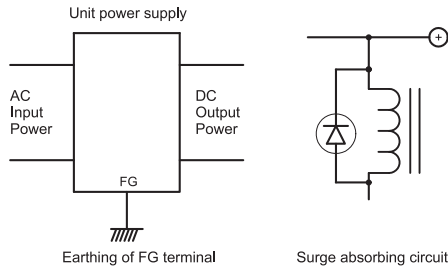 Unit power supply
AC
Input
Power
DC
Output
Power
FG
+
Earthing of FG terminal
Surge absorbing circuit